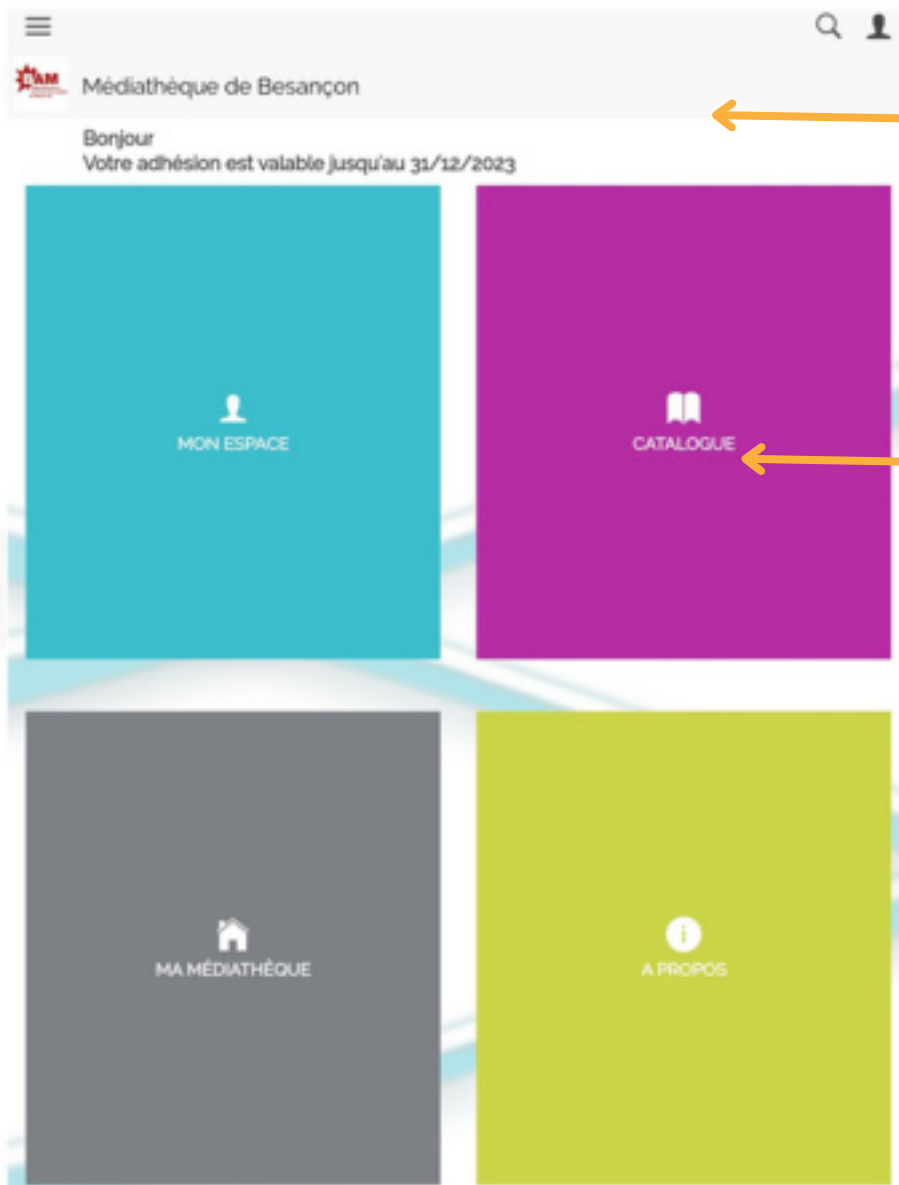 BAM
Médiathèque de Besançon
Bonjour
Votre adhésion est valable jusqu'au 31/12/2023
MON ESPACE
CATALOGUE
MA MÉDIATHÈQUE
A PROPOS